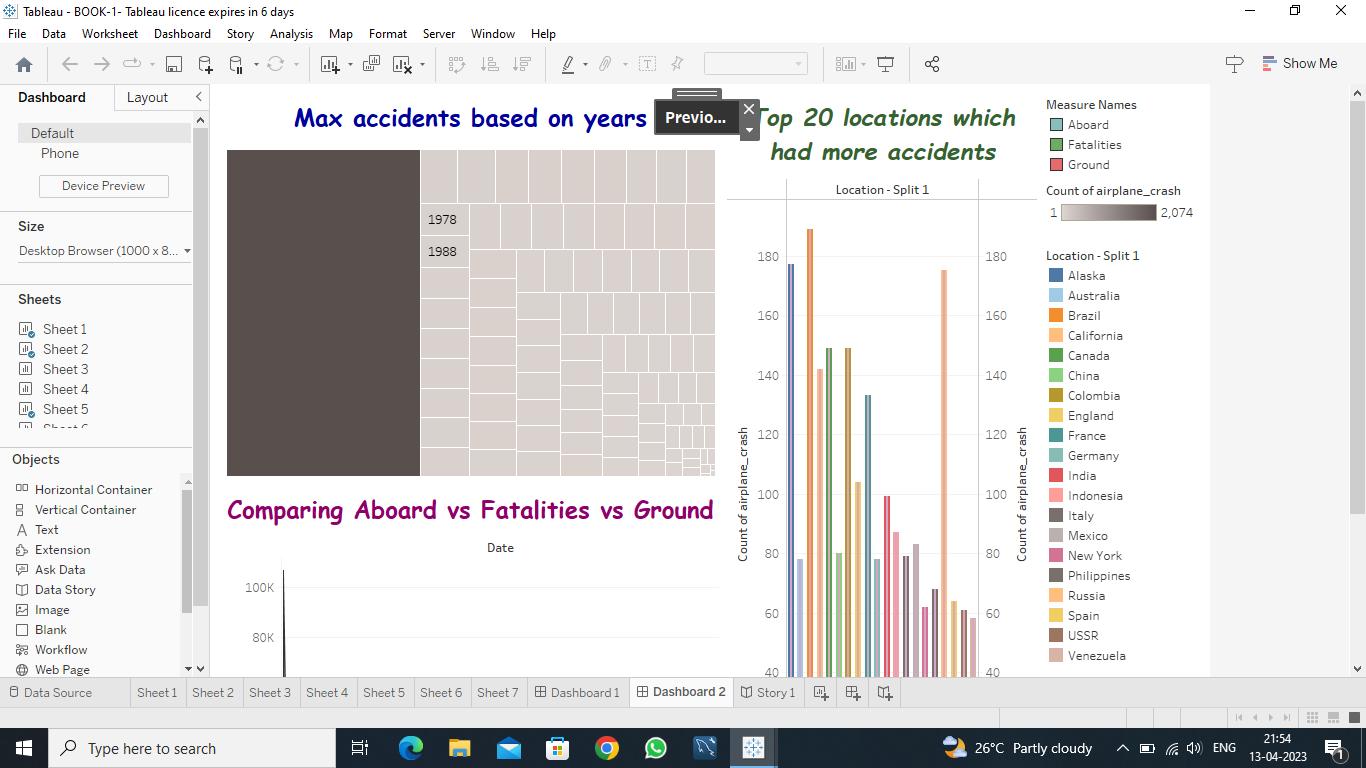 Tableau - BOOK-1- Tableau licence expires in 6 days
File Data Worksheet Dashboard Story Analysis Map Format Server Window Help
Show Me
Dashboard Layout
Default
Phone
Device Preview
Size
Desktop Browser (1000 x 8...
Sheets
Sheet 1
Sheet 2
Sheet 3
Sheet 4
Sheet 5
Objects
Horizontal Container
Vertical Container
Text
Extension
Ask Data
Data Story
Image
Blank
Workflow
Web Page
Max accidents based on years
Previo...
1978
1988
Comparing Aboard vs Fatalities vs Ground
Date
100K
80K
Top 20 locations which
had more accidents
Location - Split 1
Count of airplane_crash
180
160
140
120
100
80
60
40
180
160
140
120
100
80
60
40
Count of airplane_crash
Measure Names
Aboard
Fatalities
Ground
Count of airplane_crash
1 2,074
Location - Split 1
Alaska
Australia
Brazil
California
Canada
China
Colombia
England
France
Germany
India
Indonesia
Italy
Mexico
New York
Philippines
Russia
Spain
USSR
Venezuela
Data Source Sheet 1 Sheet 2 Sheet 3 Sheet 4 Sheet 5 Sheet 6 Sheet 7 Dashboard 1 Dashboard 2 Story 1
Type here to search
26°C Partly cloudy
ENG
21:54
13-04-2023
1